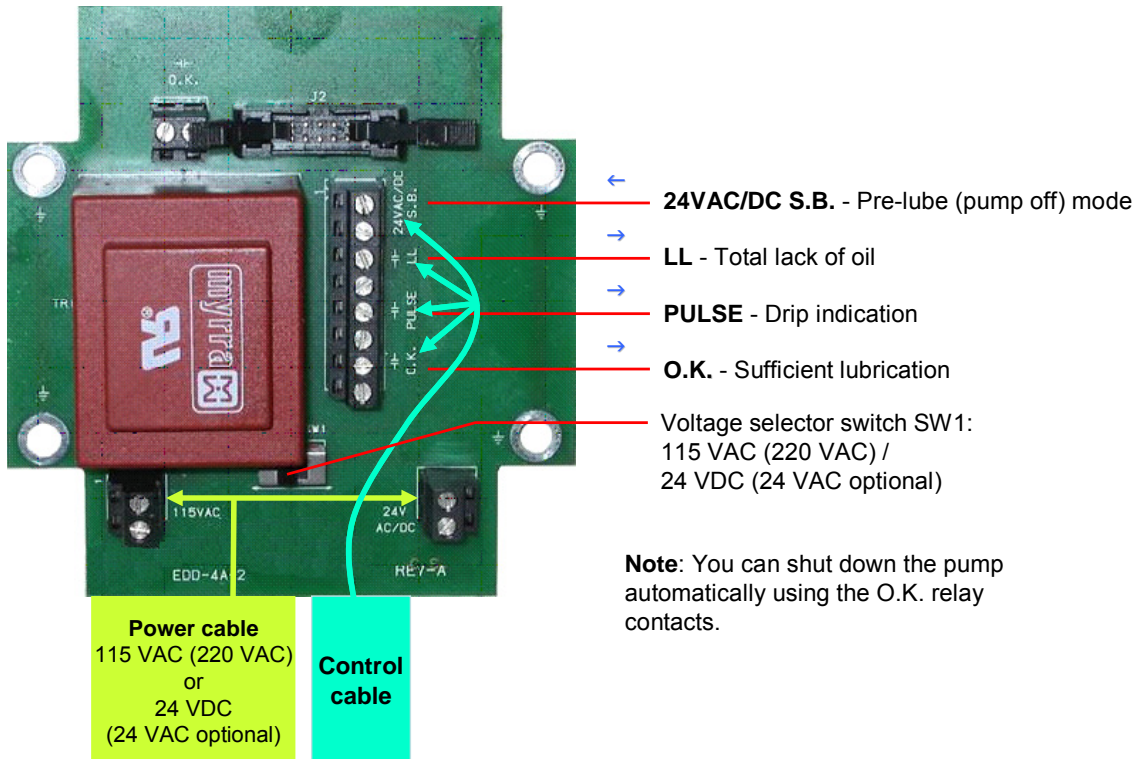 O.K.
J2
1
24VAC/DC
S.B.
LL
PULSE
O.K.
TR1
myrra
115VAC
24V
AC/DC
EDD-4A-2
RE7-A
←
24VAC/DC S.B. - Pre-lube (pump off) mode
→
LL - Total lack of oil
→
PULSE - Drip indication
→
O.K. - Sufficient lubrication
Voltage selector switch SW1:
115 VAC (220 VAC) /
24 VDC (24 VAC optional)
Note: You can shut down the pump
automatically using the O.K. relay
contacts.
Power cable
115 VAC (220 VAC)
or
24 VDC
(24 VAC optional)
Control
cable